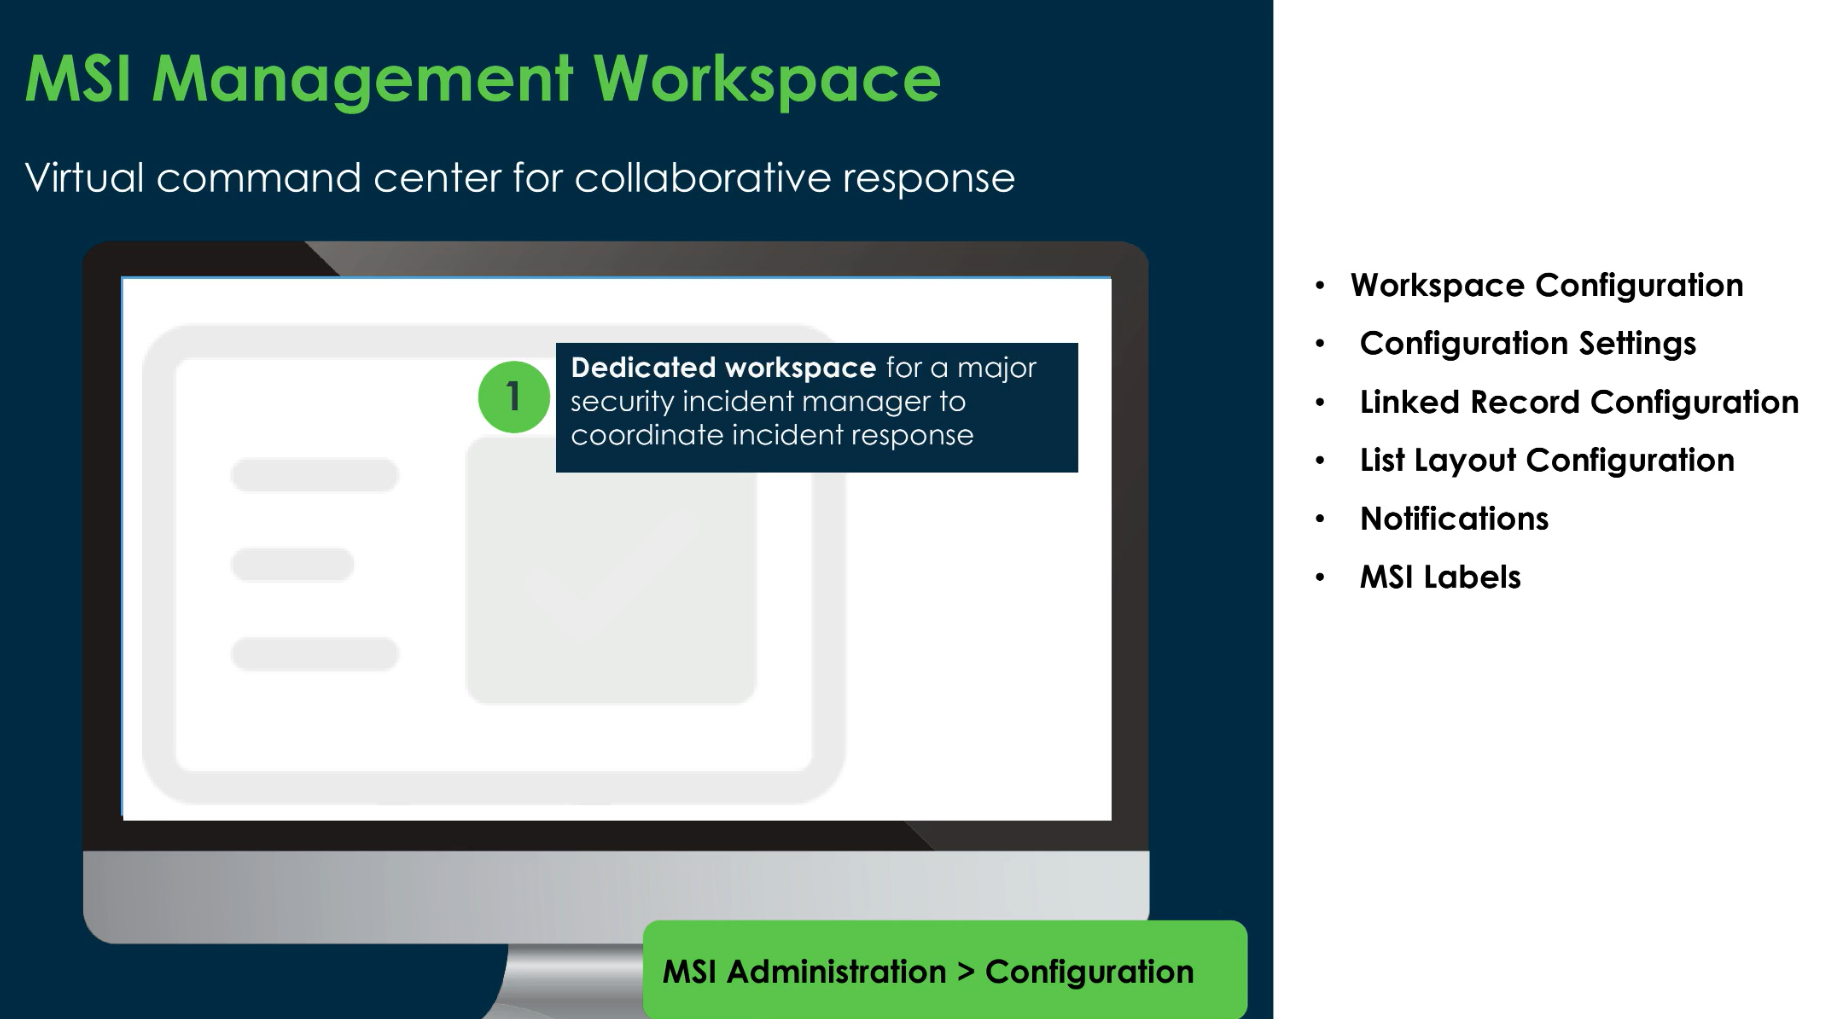 MSI Management Workspace
Virtual command center for collaborative response
1
Dedicated workspace for a major
security incident manager to
coordinate incident response
MSI Administration > Configuration
• Workspace Configuration
• Configuration Settings
• Linked Record Configuration
• List Layout Configuration
• Notifications
• MSI Labels